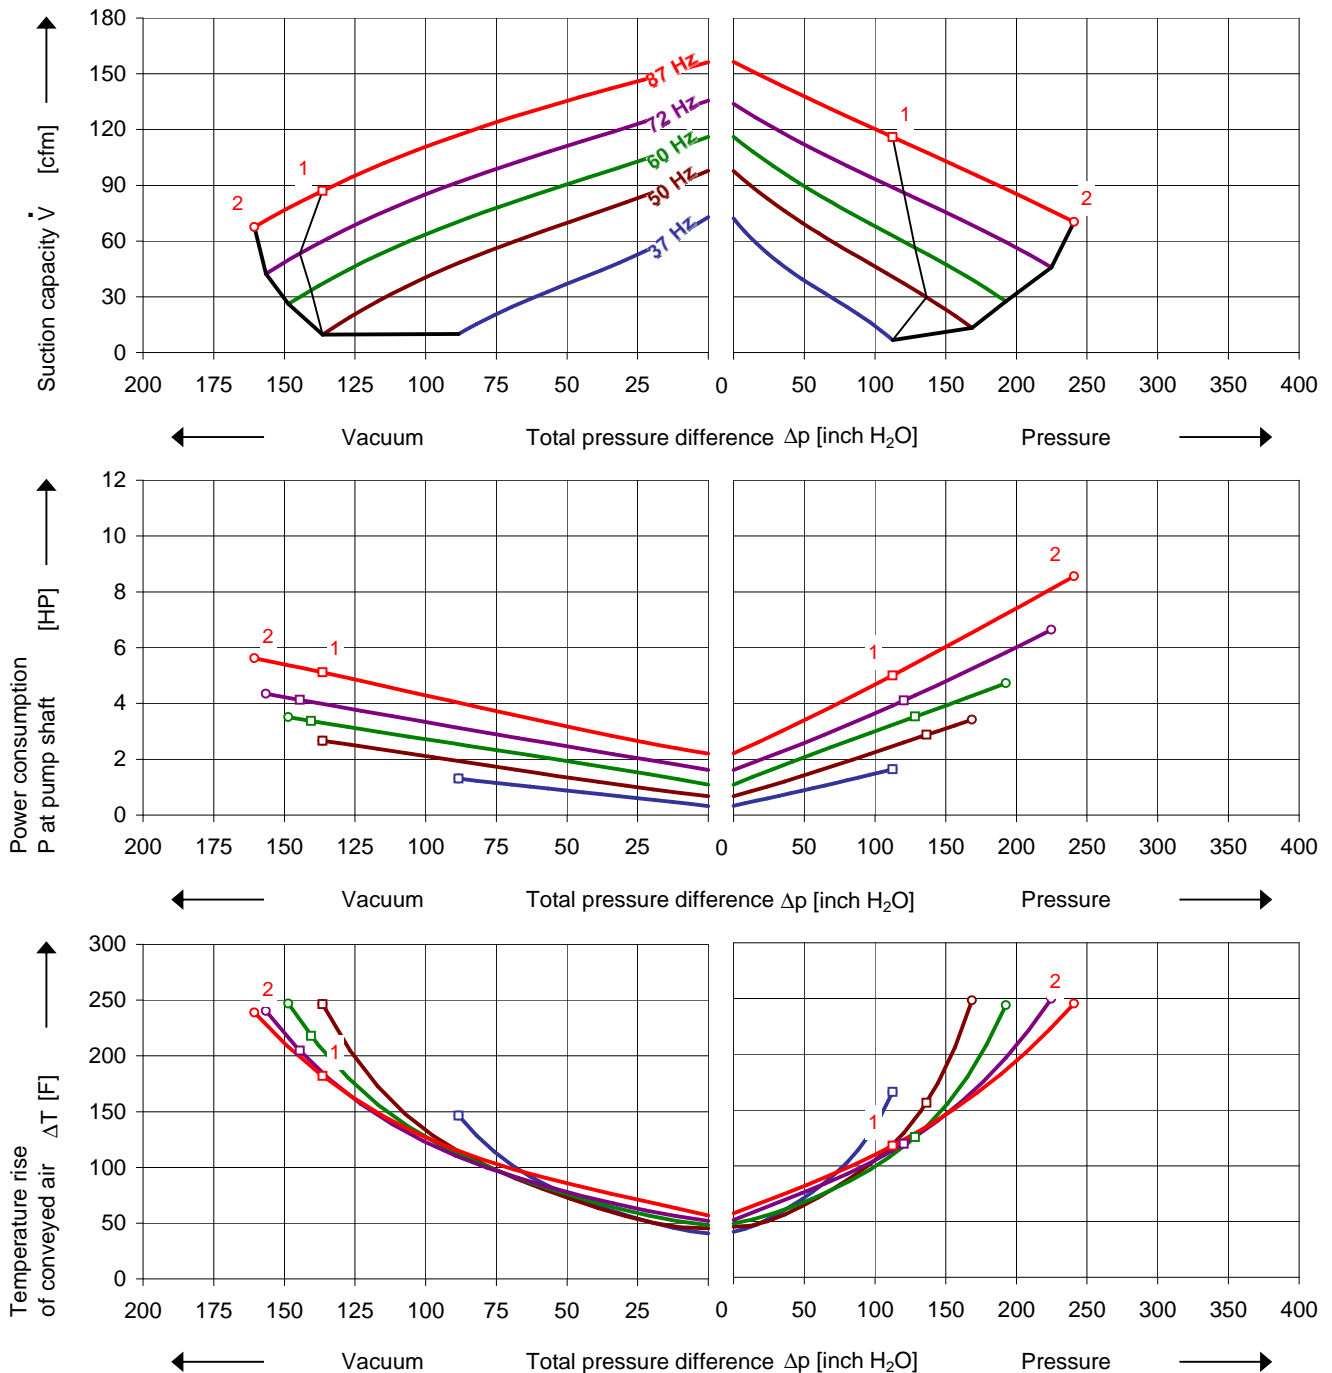 180
150
120
90
60
30
0
Suction capacity V̇ [cfm]
87 Hz
72 Hz
60 Hz
50 Hz
37 Hz
1
2
1
2
200 175 150 125 100 75 50 25 0 50 100 150 200 250 300 350 400
Vacuum Total pressure difference Δp [inch H₂O] Pressure
12
10
8
6
4
2
0
Power consumption
P at pump shaft [HP]
2
1
1
2
200 175 150 125 100 75 50 25 0 50 100 150 200 250 300 350 400
Vacuum Total pressure difference Δp [inch H₂O] Pressure
300
250
200
150
100
50
0
Temperature rise
of conveyed air ΔT [F]
2
1
1
2
200 175 150 125 100 75 50 25 0 50 100 150 200 250 300 350 400
Vacuum Total pressure difference Δp [inch H₂O] Pressure